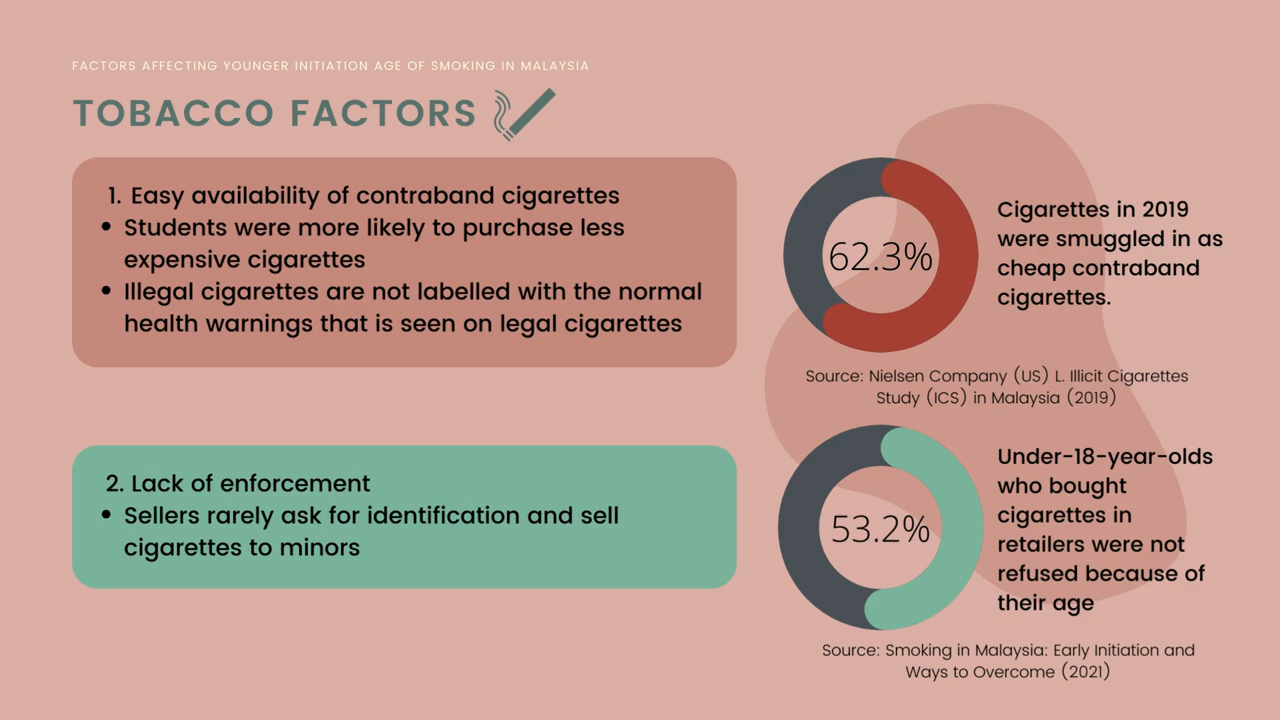 FACTORS AFFECTING YOUNGER INITIATION AGE OF SMOKING IN MALAYSIA
TOBACCO FACTORS
1. Easy availability of contraband cigarettes
• Students were more likely to purchase less
expensive cigarettes
• Illegal cigarettes are not labelled with the normal
health warnings that is seen on legal cigarettes
2. Lack of enforcement
• Sellers rarely ask for identification and sell
cigarettes to minors
62.3%
Cigarettes in 2019
were smuggled in as
cheap contraband
cigarettes.
Source: Nielsen Company (US) L. Illicit Cigarettes
Study (ICS) in Malaysia (2019)
53.2%
Under-18-year-olds
who bought
cigarettes in
retailers were not
refused because of
their age
Source: Smoking in Malaysia: Early Initiation and
Ways to Overcome (2021)